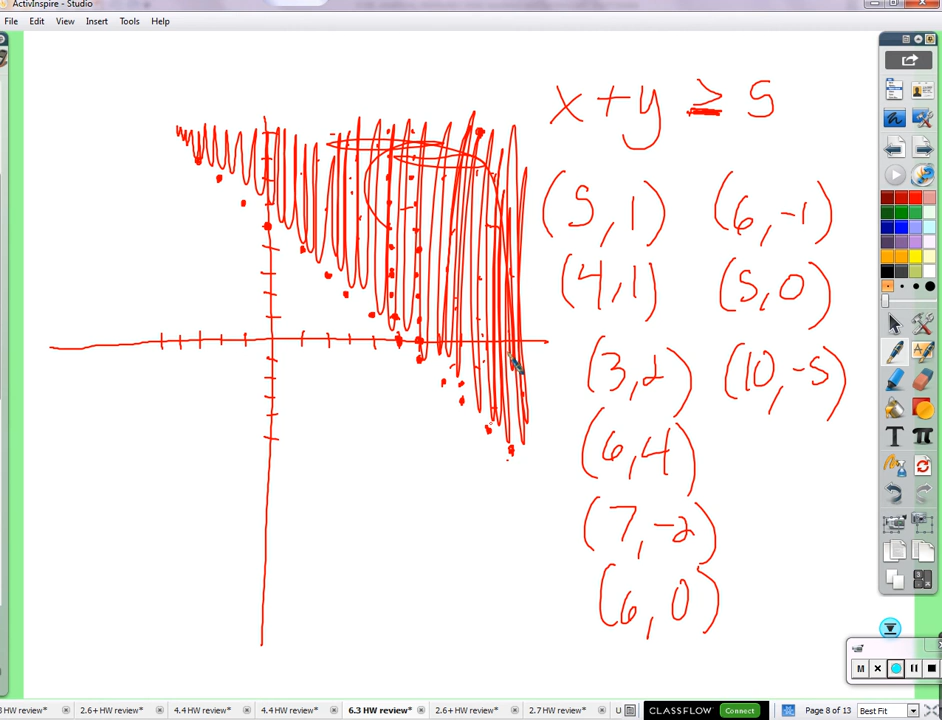 ActivInspire - Studio
File Edit View Insert Tools Help
x + y ≥ 5
(5, 1) (6, -1)
(4, 1) (5, 0)
(3, 2) (10, -5)
(6, 4)
(7, -2)
(6, 0)
M
3 HW review* 2.6+ HW review* 4.4 HW review* 4.4 HW review* 6.3 HW review* 2.6+ HW review* 2.7 HW review* U CLASSFLOW Connect Page 8 of 13 Best Fit